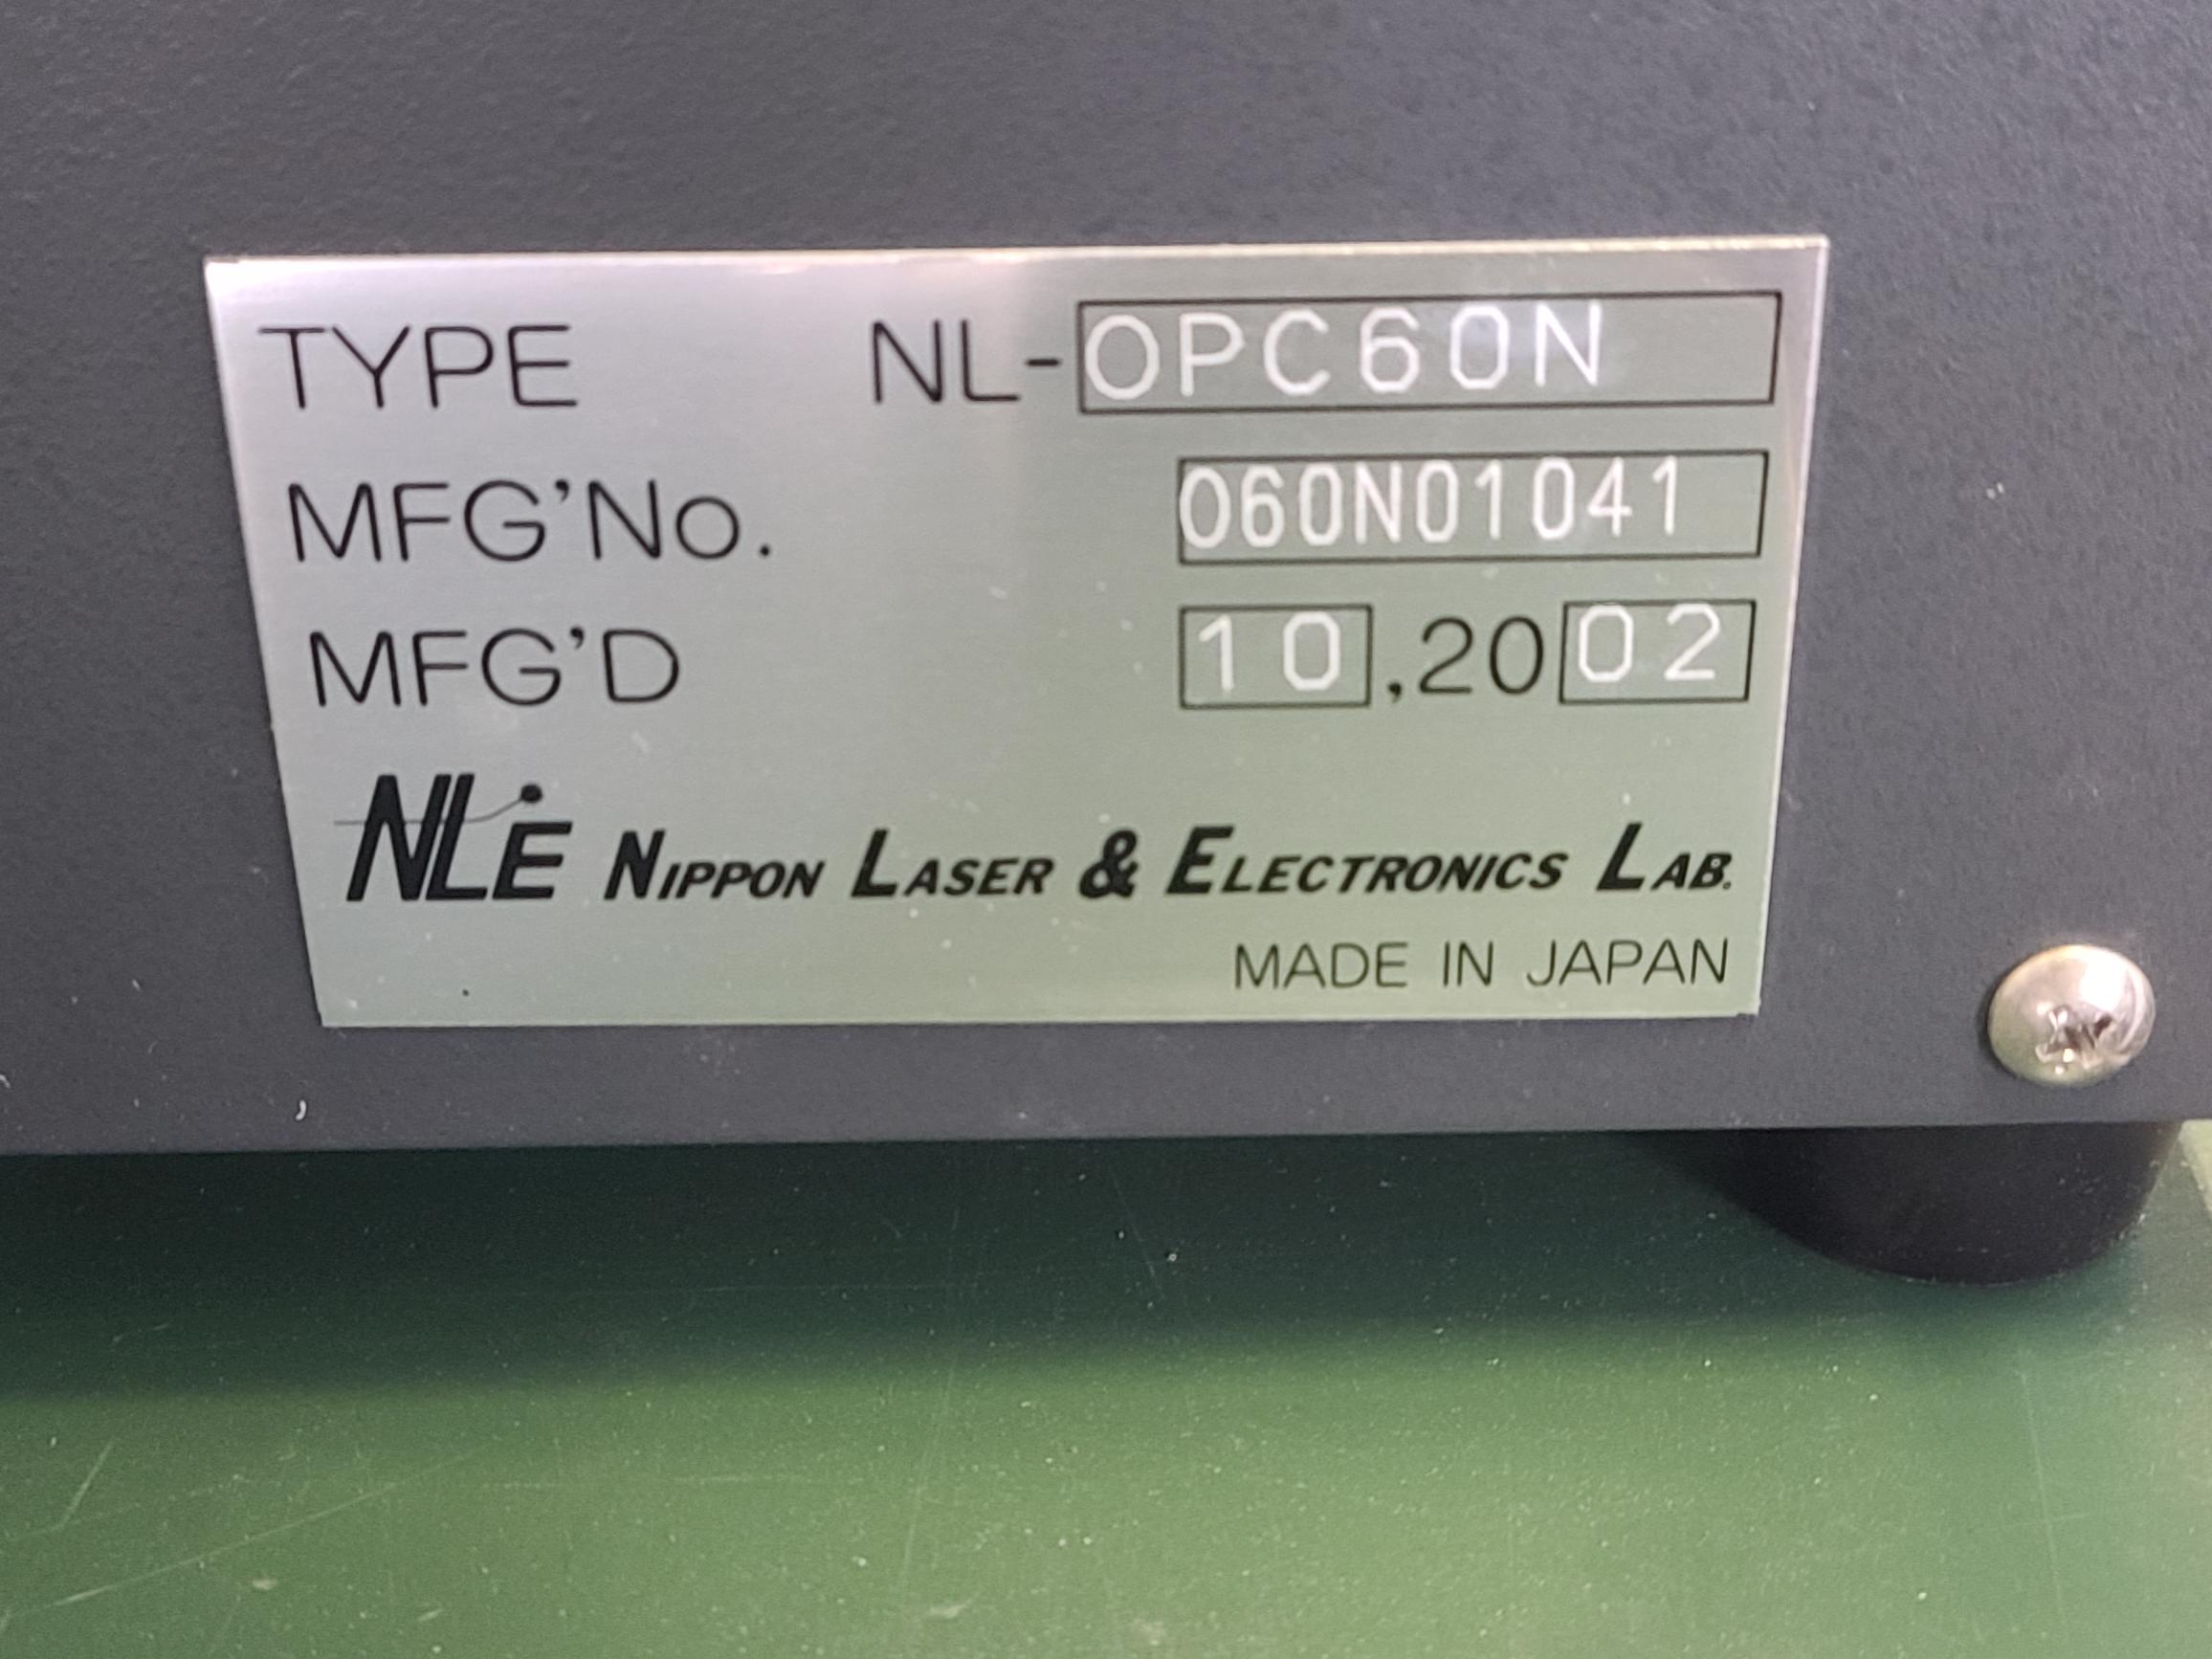 TYPE NL-OPC60N
MFG'No. 060N01041
MFG'D 10,2002
NLE NIPPON LASER & ELECTRONICS LAB.
MADE IN JAPAN